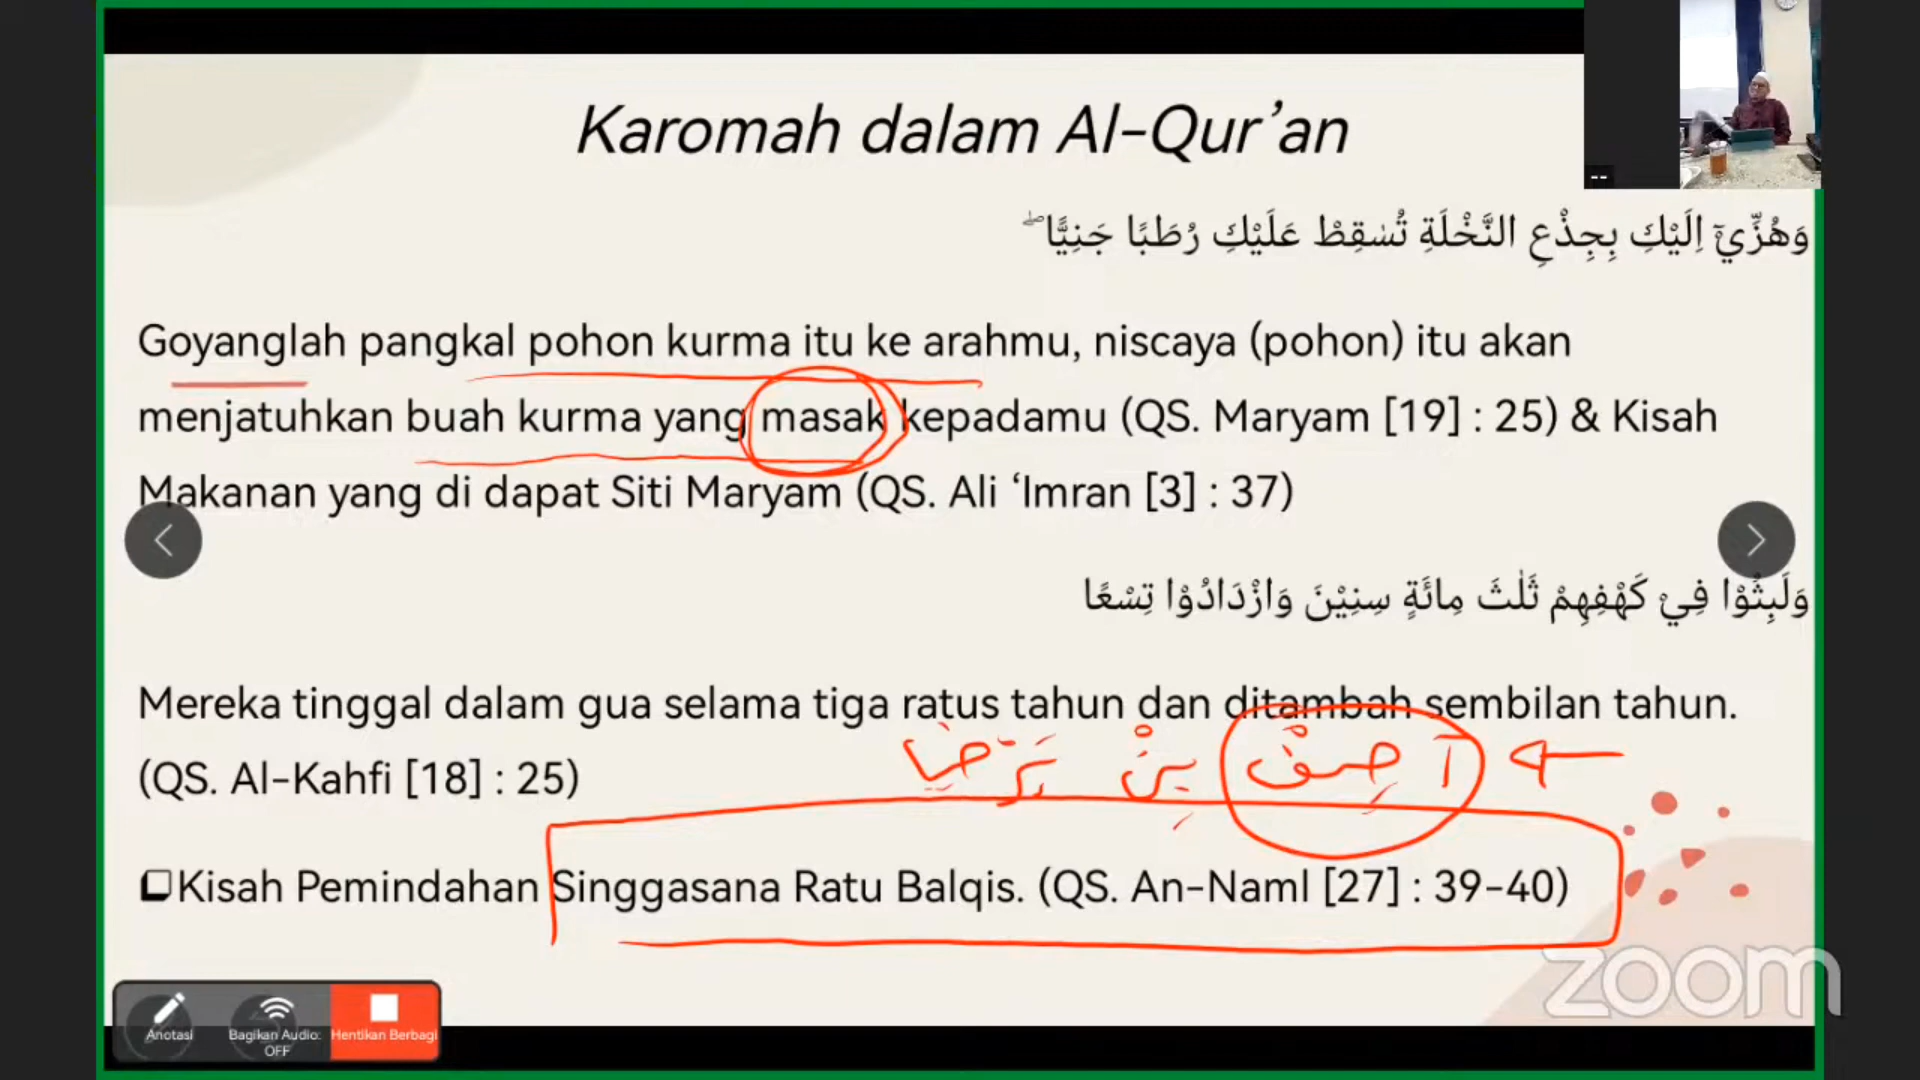 Karomah dalam Al-Qur’an
وَهُزِّيْٓ اِلَيْكِ بِجِذْعِ النَّخْلَةِ تُسٰقِطْ عَلَيْكِ رُطَبًا جَنِيًّا ۖ
Goyanglah pangkal pohon kurma itu ke arahmu, niscaya (pohon) itu akan
menjatuhkan buah kurma yang masak kepadamu (QS. Maryam [19] : 25) & Kisah
Makanan yang di dapat Siti Maryam (QS. Ali ‘Imran [3] : 37)
وَلَبِثُوْا فِيْ كَهْفِهِمْ ثَلٰثَ مِائَةٍ سِنِيْنَ وَازْدَادُوْا تِسْعًا
Mereka tinggal dalam gua selama tiga ratus tahun dan ditambah sembilan tahun.
(QS. Al-Kahfi [18] : 25)
آصِفْ بِنْ بَرْخِيَا
Kisah Pemindahan Singgasana Ratu Balqis. (QS. An-Naml [27] : 39-40)
zoom
Anotasi
Bagikan Audio: OFF
Hentikan Berbagi
--